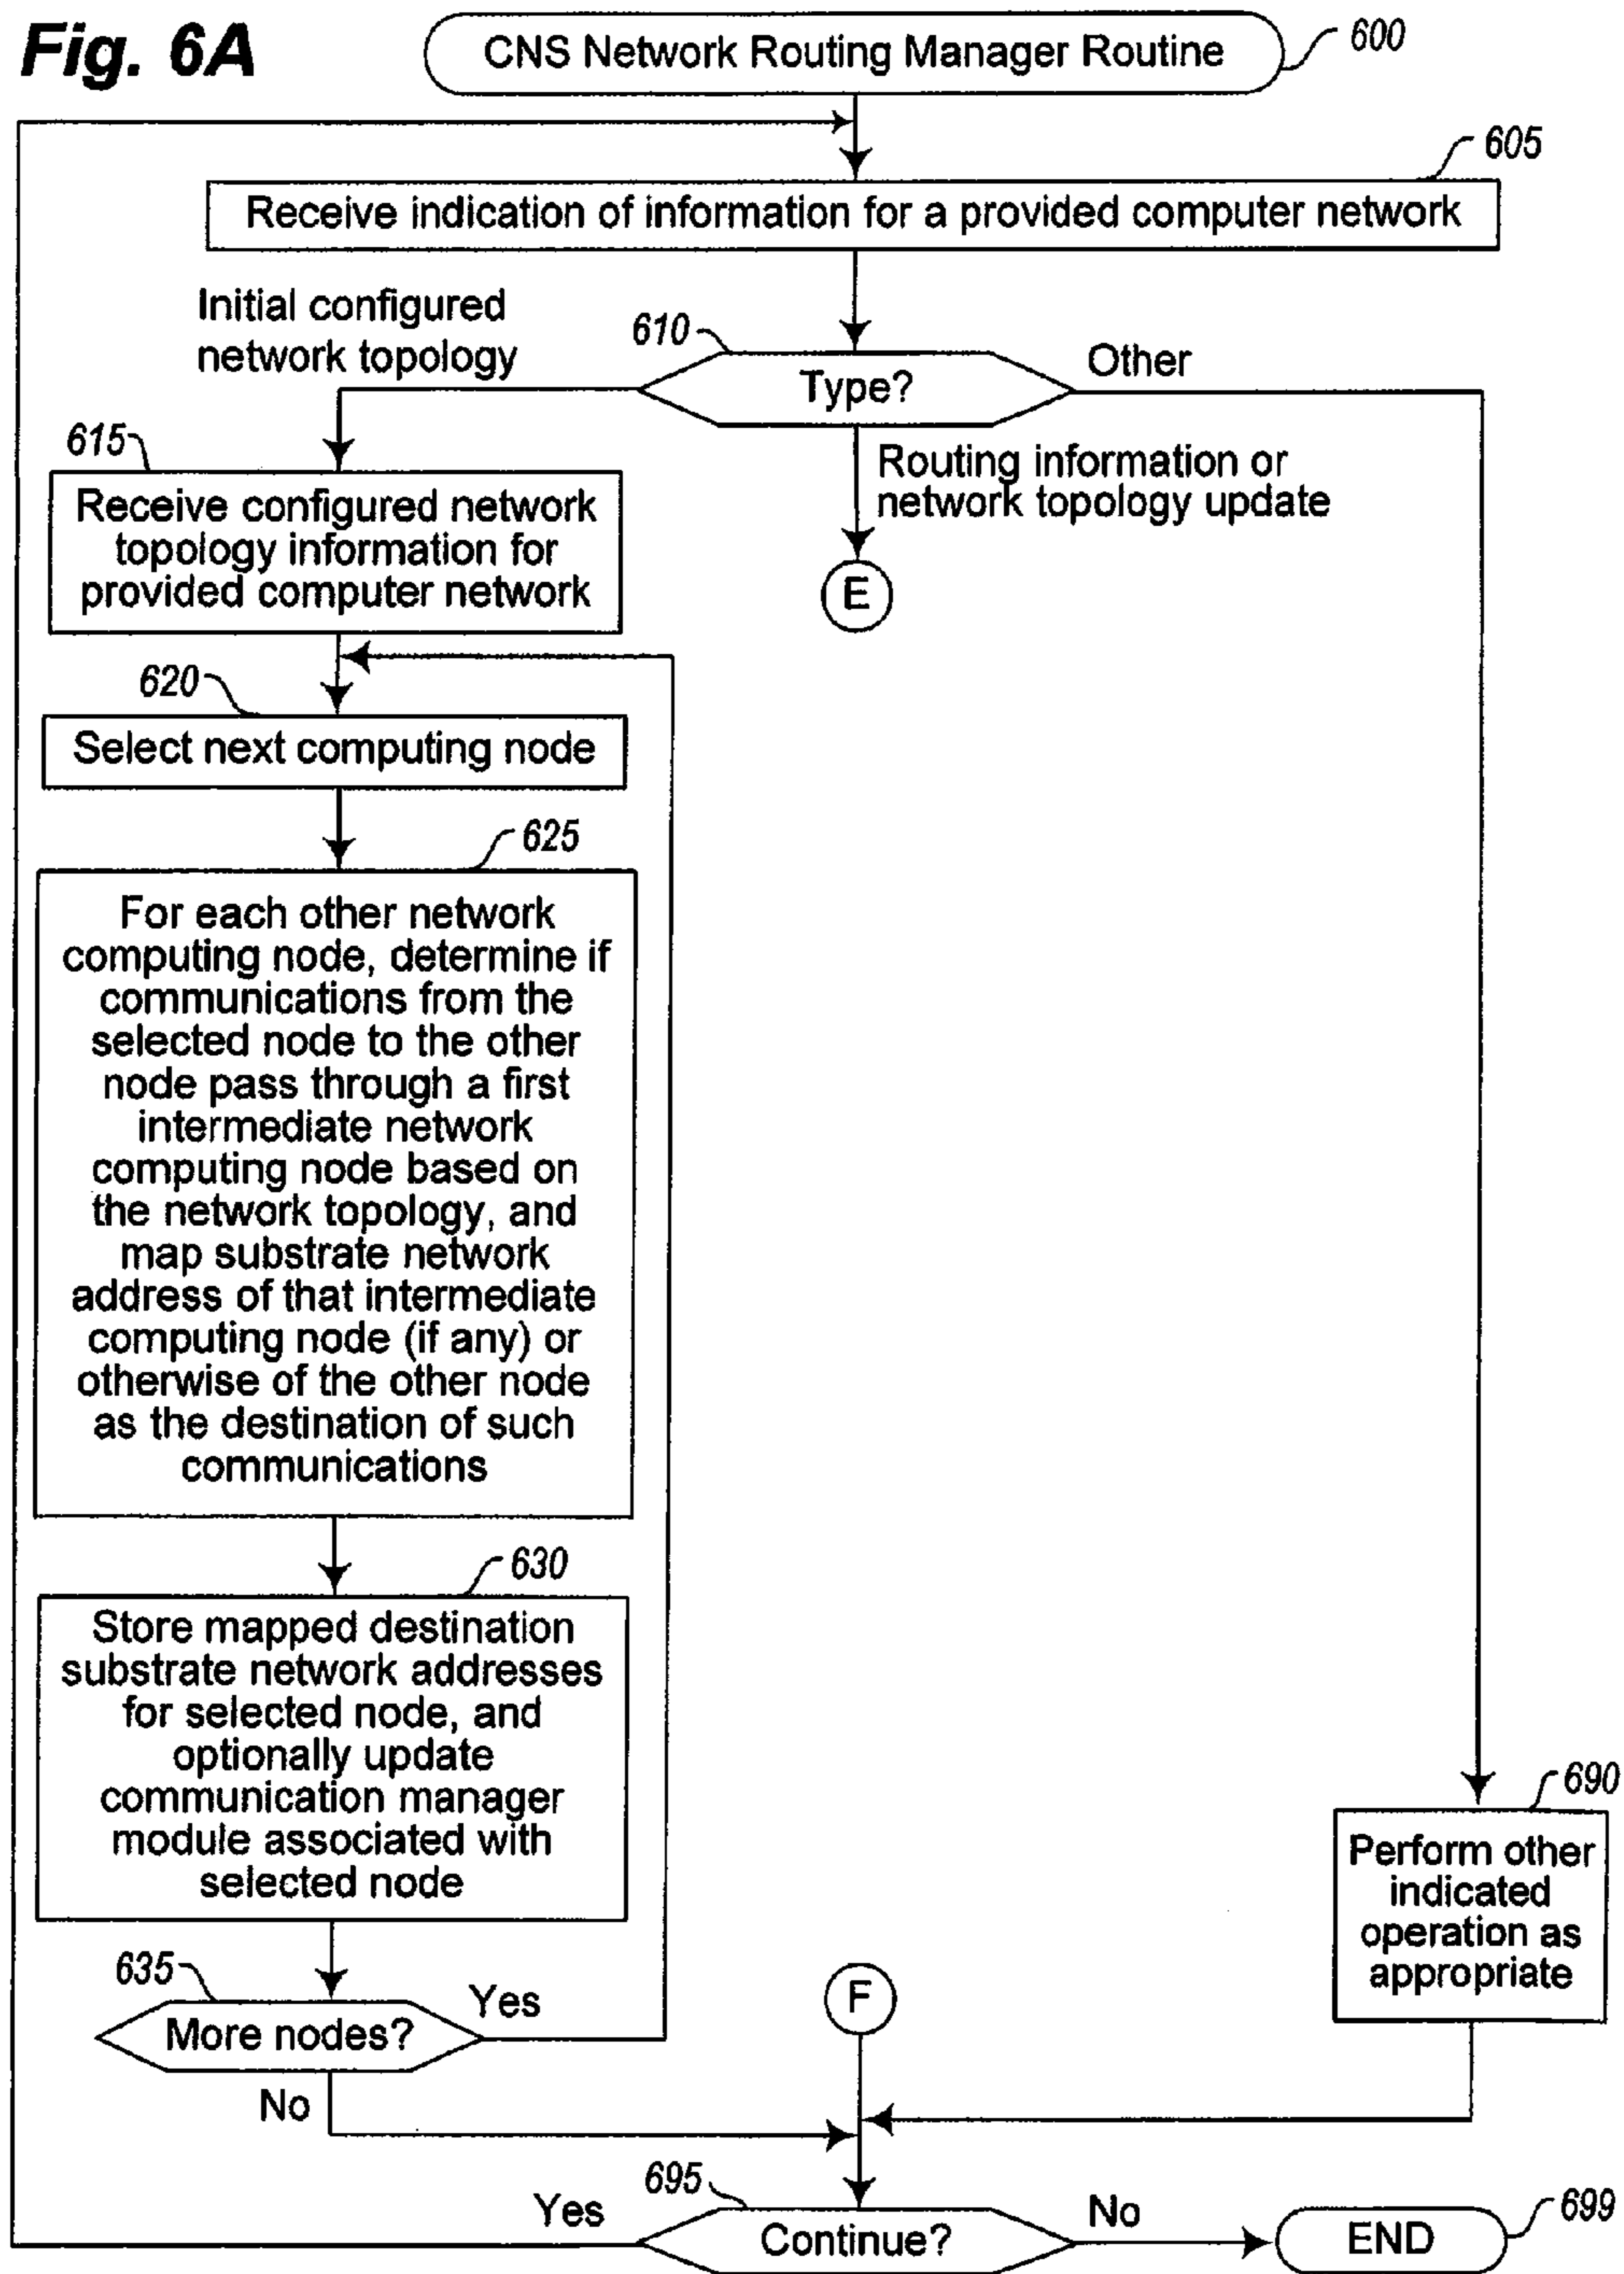 Fig. 6A
CNS Network Routing Manager Routine
600
605
Receive indication of information for a provided computer network
Initial configured
network topology
610
Type?
Other
Routing information or
network topology update
E
615
Receive configured network
topology information for
provided computer network
620
Select next computing node
625
For each other network
computing node, determine if
communications from the
selected node to the other
node pass through a first
intermediate network
computing node based on
the network topology, and
map substrate network
address of that intermediate
computing node (if any) or
otherwise of the other node
as the destination of such
communications
630
Store mapped destination
substrate network addresses
for selected node, and
optionally update
communication manager
module associated with
selected node
690
Perform other
indicated
operation as
appropriate
635
More nodes?
Yes
No
F
695
Yes
Continue?
No
END
699